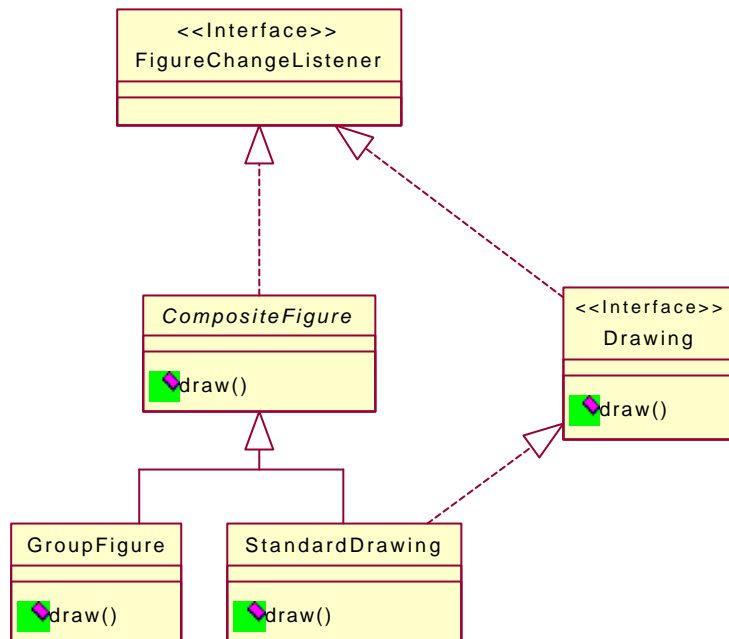 <<Interface>>
FigureChangeListener
CompositeFigure
draw()
<<Interface>>
Drawing
draw()
GroupFigure
draw()
StandardDrawing
draw()